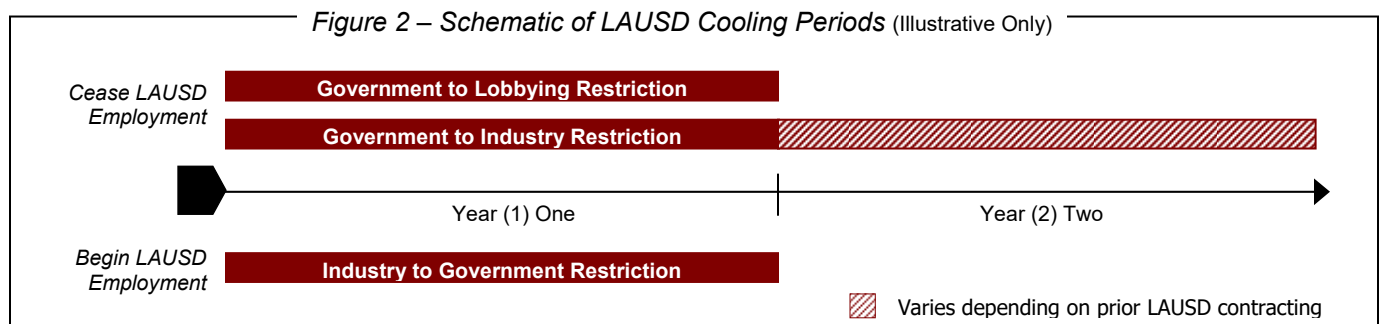 Figure 2 – Schematic of LAUSD Cooling Periods (Illustrative Only)
Cease LAUSD
Employment
Government to Lobbying Restriction
Government to Industry Restriction
Year (1) One
Year (2) Two
Begin LAUSD
Employment
Industry to Government Restriction
Varies depending on prior LAUSD contracting